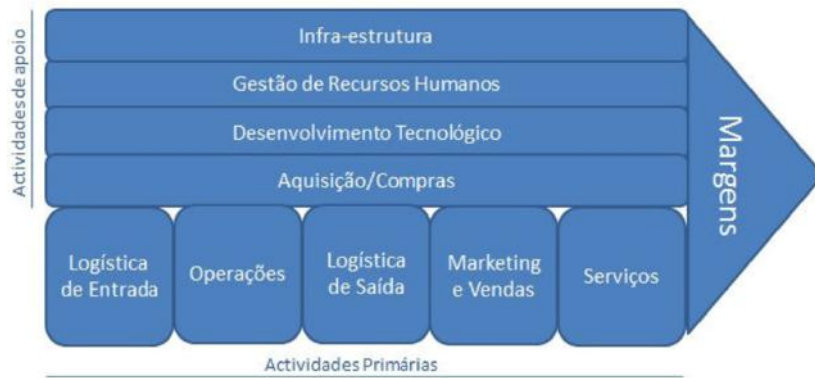 Actividades de apoio
Infra-estrutura
Gestão de Recursos Humanos
Desenvolvimento Tecnológico
Aquisição/Compras
Logística
de Entrada
Operações
Logística
de Saída
Marketing
e Vendas
Serviços
Margens
Actividades Primárias